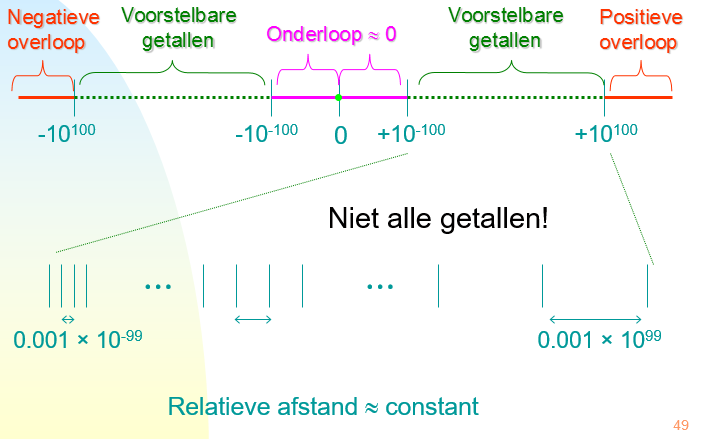 Negatieve overloop
Voorstelbare getallen
Onderloop ≈ 0
Voorstelbare getallen
Positieve overloop
-10^100
-10^-100
0
+10^-100
+10^100
Niet alle getallen!
...
...
0.001 × 10^-99
0.001 × 10^99
Relatieve afstand ≈ constant
49